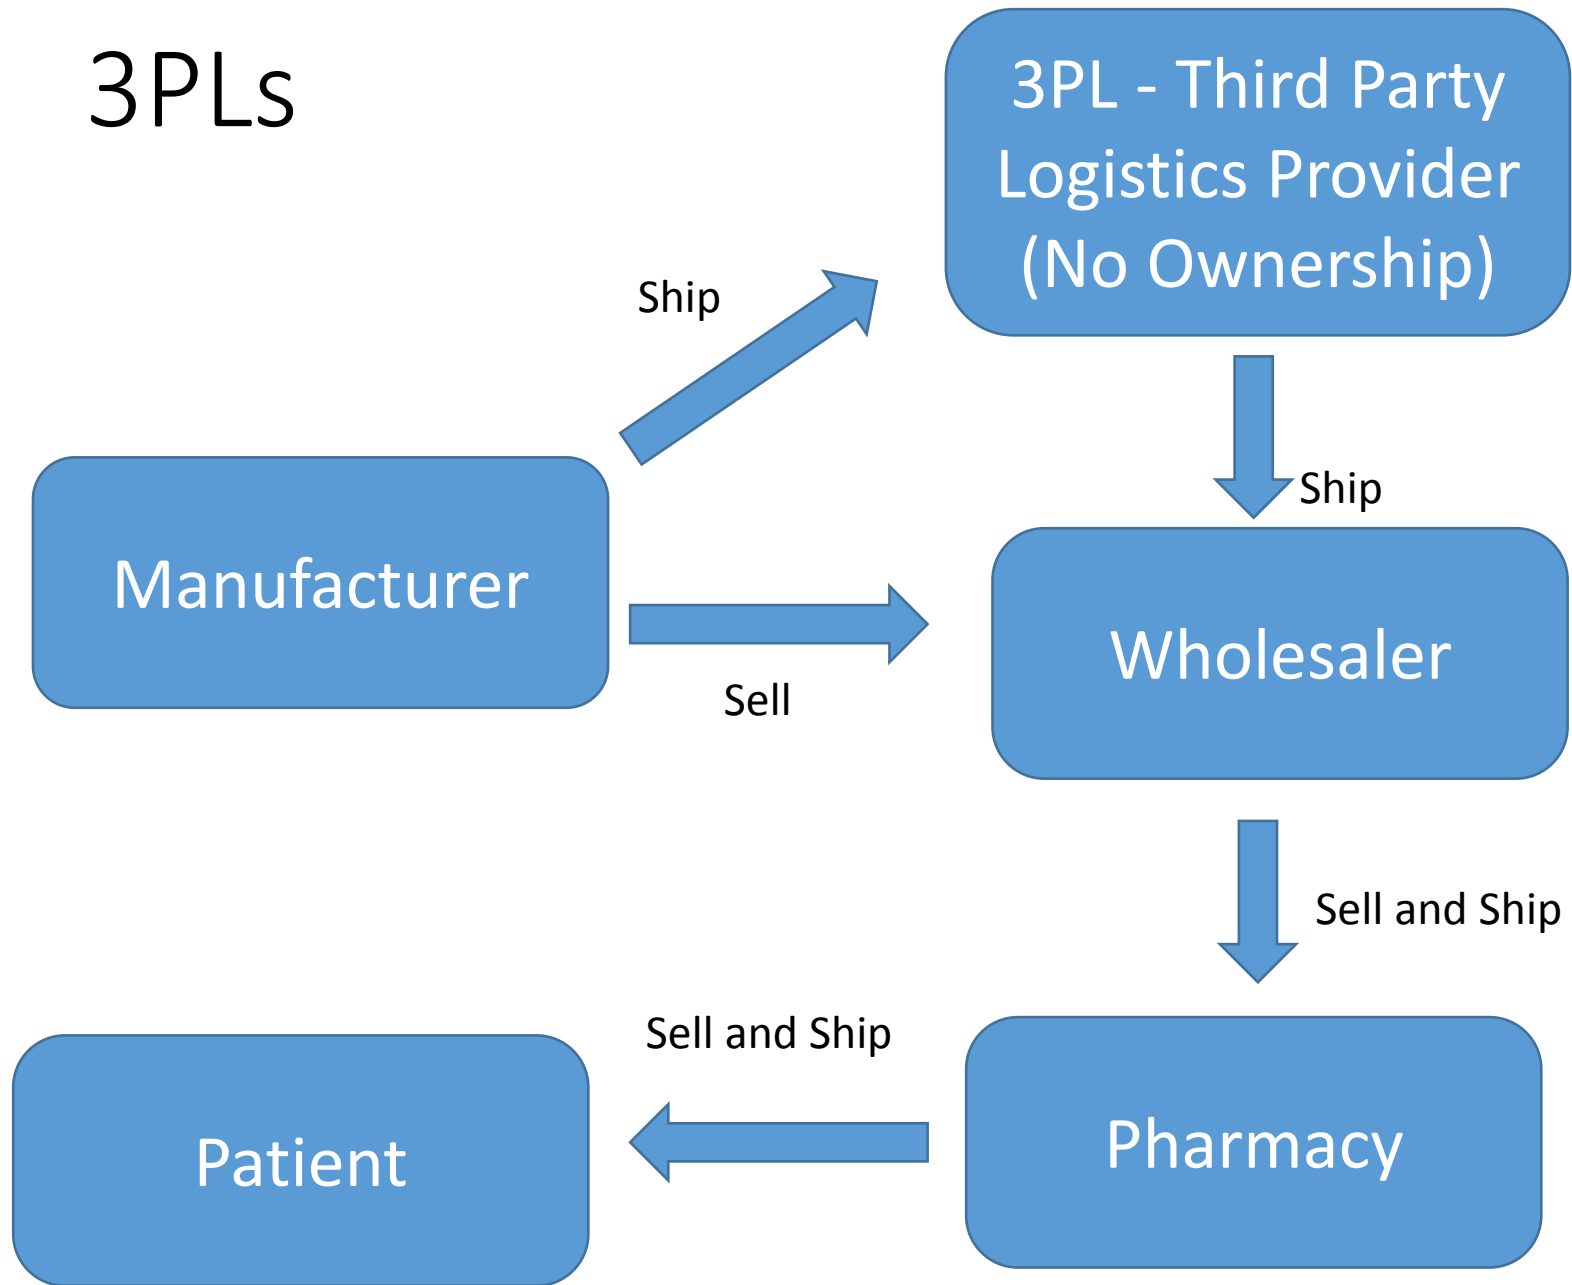 3PLs
3PL - Third Party
Logistics Provider
(No Ownership)
Ship
Ship
Manufacturer
Sell
Wholesaler
Sell and Ship
Sell and Ship
Patient
Pharmacy